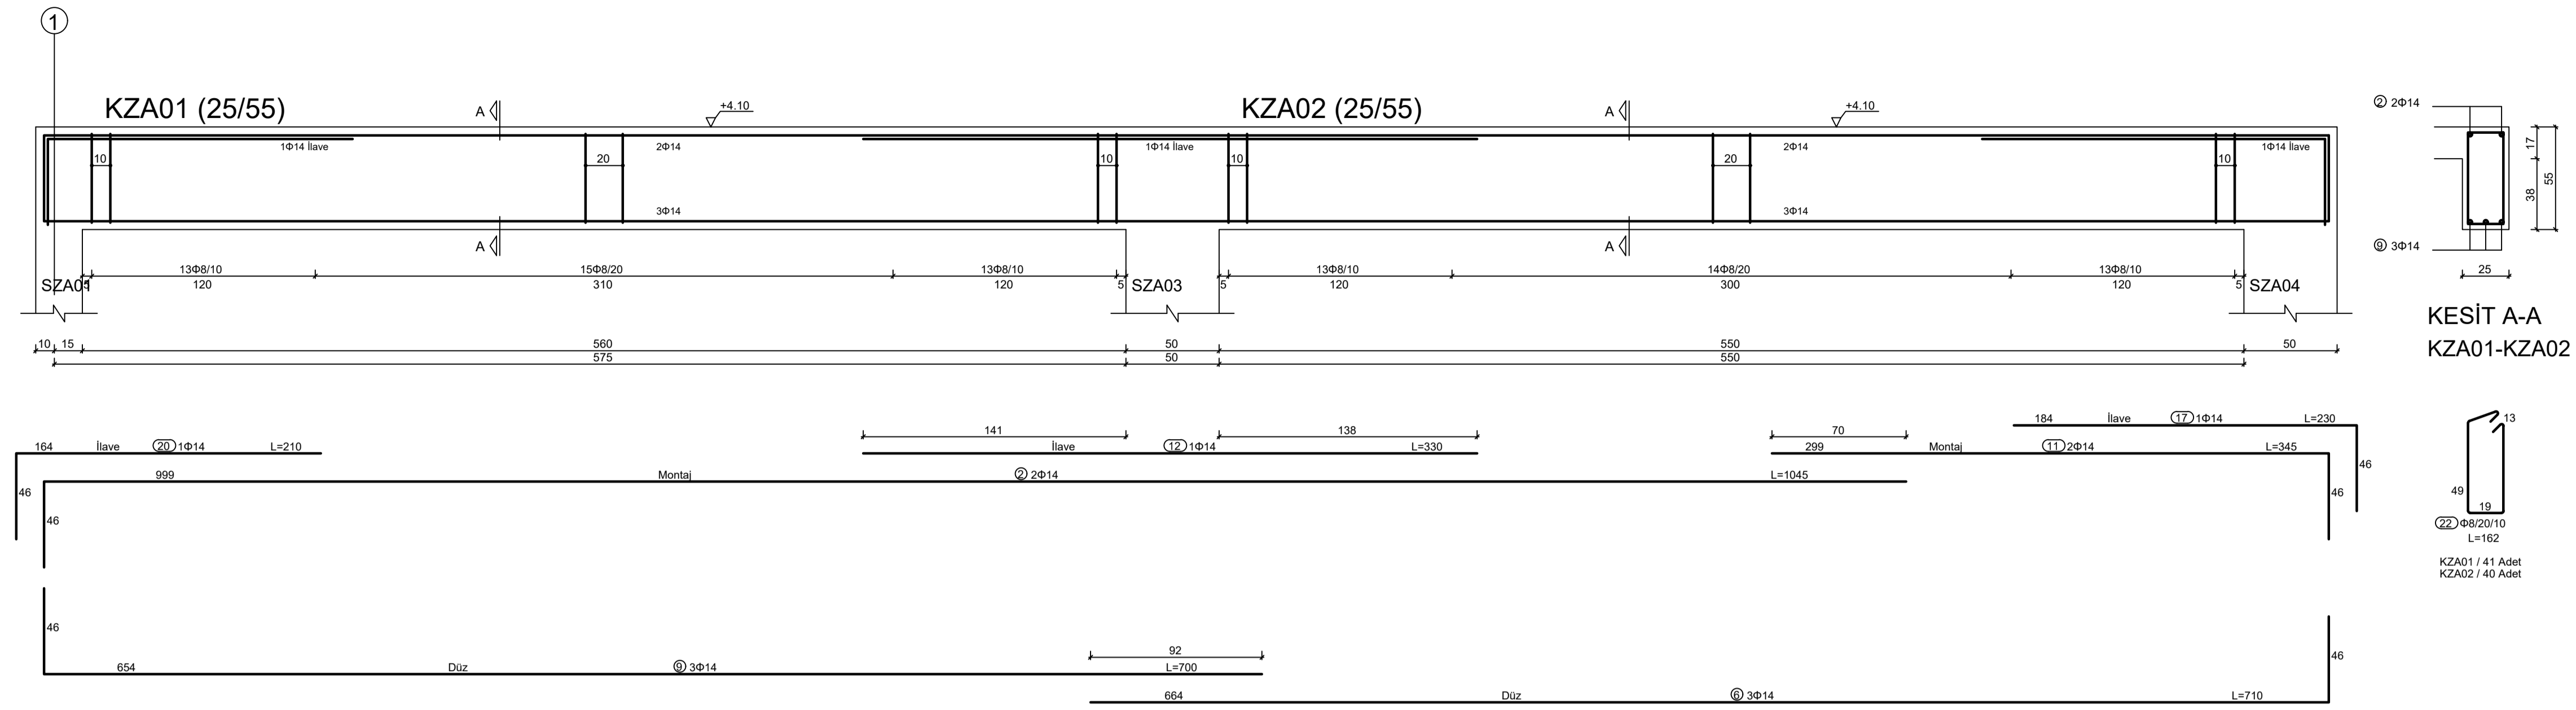 1
KZA01 (25/55)
A
+4.10
KZA02 (25/55)
A
+4.10
2Φ14
1Φ14 İlave
2Φ14
1Φ14 İlave
2Φ14
1Φ14 İlave
10
20
10
10
20
10
3Φ14
3Φ14
A
A
13Φ8/10
15Φ8/20
13Φ8/10
13Φ8/10
14Φ8/20
13Φ8/10
SZA01
5
120
310
120
5
SZA03
5
120
300
120
5
SZA04
10
15
560
50
550
50
575
50
550
2
17
38
55
9
3Φ14
25
KESİT A-A
KZA01-KZA02
164
İlave
20
1Φ14
L=210
46
141
138
İlave
12
1Φ14
L=330
70
299
Montaj
11
2Φ14
L=345
46
184
İlave
17
1Φ14
L=230
46
999
Montaj
2
2Φ14
L=1045
46
46
654
Düz
9
3Φ14
L=700
92
664
Düz
6
3Φ14
L=710
46
13
49
19
22
Φ8/20/10
L=162
KZA01 / 41 Adet
KZA02 / 40 Adet